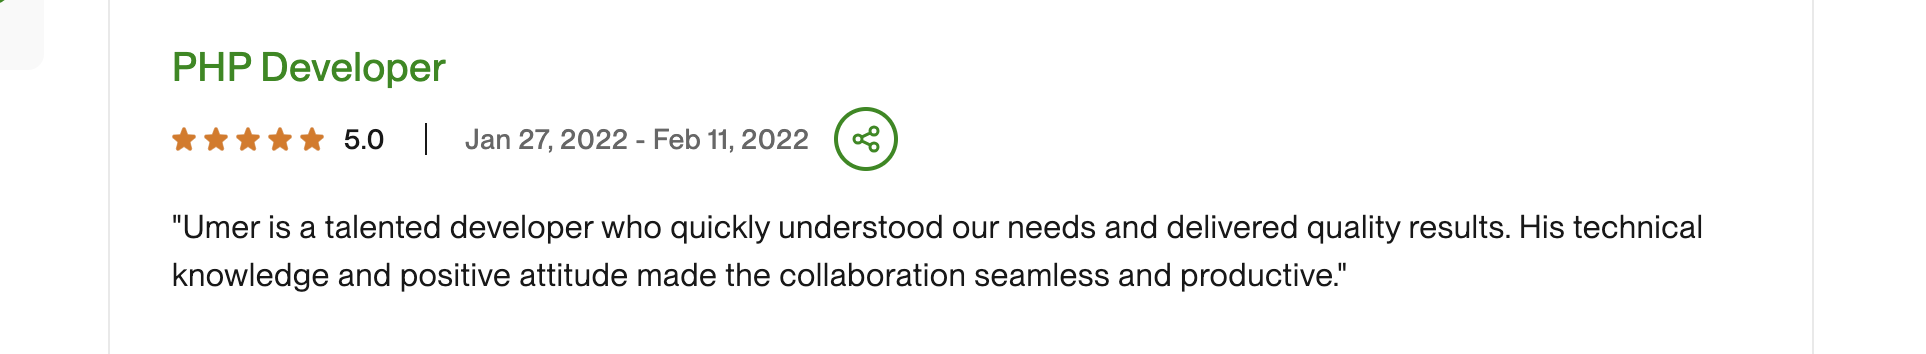 PHP Developer
5.0 | Jan 27, 2022 - Feb 11, 2022
"Umer is a talented developer who quickly understood our needs and delivered quality results. His technical
knowledge and positive attitude made the collaboration seamless and productive."